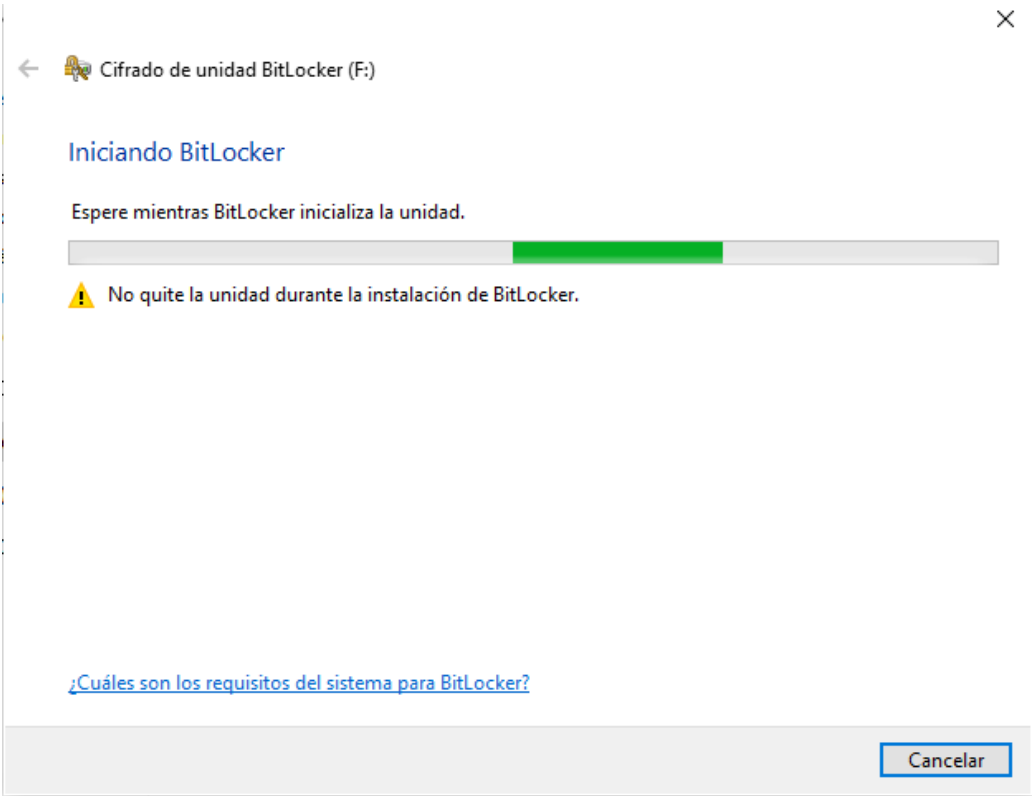 Cifrado de unidad BitLocker (F:)
Iniciando BitLocker
Espere mientras BitLocker inicializa la unidad.
No quite la unidad durante la instalación de BitLocker.
¿Cuáles son los requisitos del sistema para BitLocker?
Cancelar